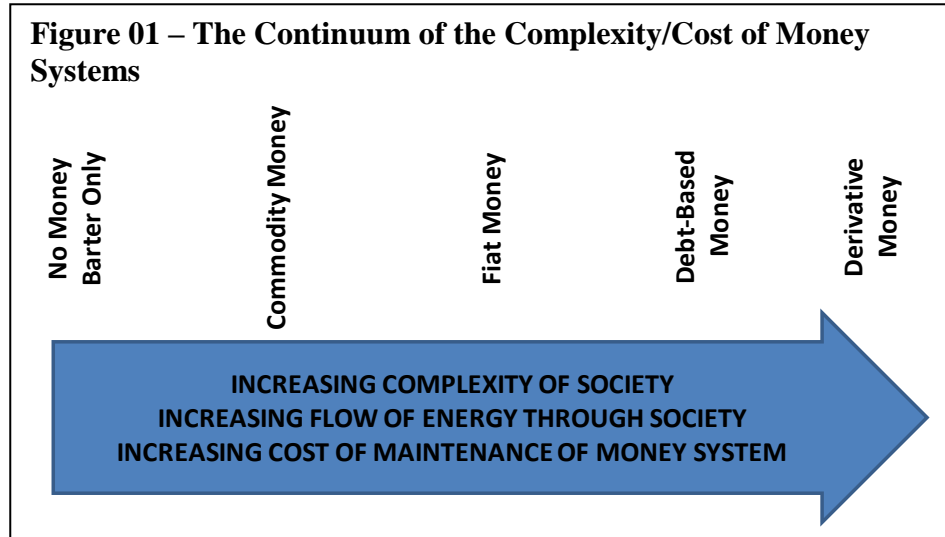 Figure 01 – The Continuum of the Complexity/Cost of Money
Systems
No Money
Barter Only
Commodity Money
Fiat Money
Debt-Based
Money
Derivative
Money
INCREASING COMPLEXITY OF SOCIETY
INCREASING FLOW OF ENERGY THROUGH SOCIETY
INCREASING COST OF MAINTENANCE OF MONEY SYSTEM